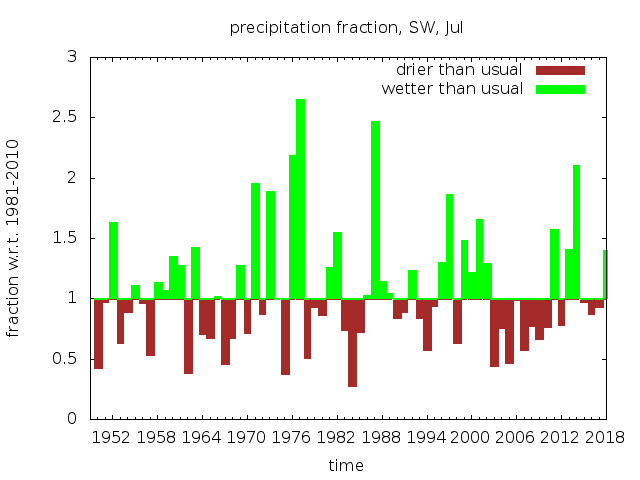 precipitation fraction, SW, Jul
drier than usual
wetter than usual
fraction w.r.t. 1981-2010
3
2.5
2
1.5
1
0.5
0
1952 1958 1964 1970 1976 1982 1988 1994 2000 2006 2012 2018
time